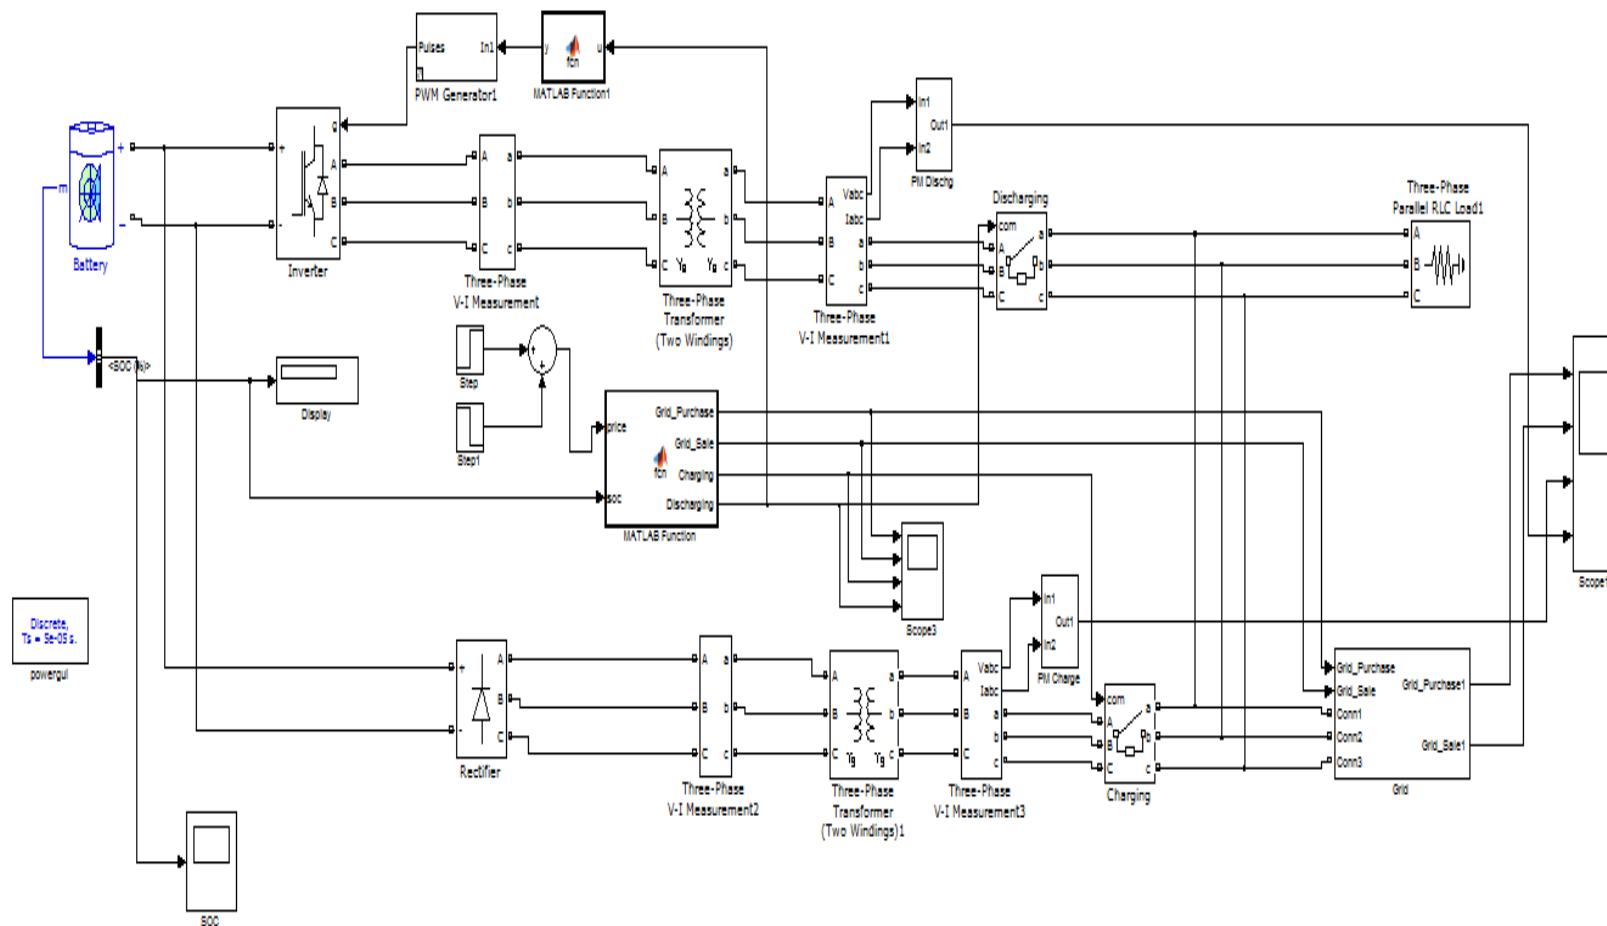 Pulses
In1
PWM Generator1
y
u
fcn
MATLAB Function1
In1
In2
Out1
PM Dischg
+
−
m
Battery
+
-
g
A
B
C
Inverter
A
B
C
a
b
c
Three-Phase
V-I Measurement
A
B
C
a
b
c
Yg
Yg
Three-Phase
Transformer
(Two Windings)
A
B
C
Vabc
Iabc
a
b
c
Three-Phase
V-I Measurement1
Discharging
com
A
B
C
a
b
c
Three-Phase
Parallel RLC Load1
A
B
C
<SOC (%)>
Display
Step
Step1
+
+
price
soc
fcn
Grid_Purchase
Grid_Sale
Charging
Discharging
MATLAB Function
Scope3
Scope1
Discrete,
Ts = 5e-05 s.
powergui
+
-
A
B
C
Rectifier
A
B
C
a
b
c
Three-Phase
V-I Measurement2
A
B
C
a
b
c
Yg
Yg
Three-Phase
Transformer
(Two Windings)1
A
B
C
Vabc
Iabc
a
b
c
Three-Phase
V-I Measurement3
In1
In2
Out1
PM Charge
com
A
B
C
a
b
c
Charging
Grid_Purchase
Grid_Sale
Conn1
Conn2
Conn3
Grid_Purchase1
Grid_Sale1
Grid
SOC